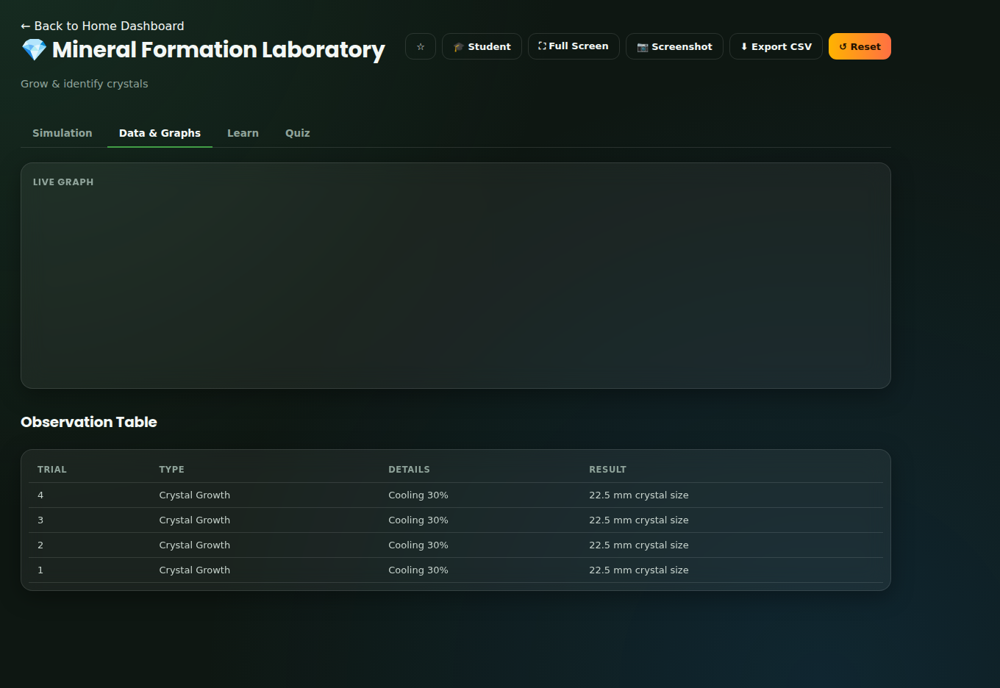 ← Back to Home Dashboard
💎 Mineral Formation Laboratory
☆
🎓 Student
⛶ Full Screen
📷 Screenshot
⬇ Export CSV
↺ Reset
Grow & identify crystals
Simulation
Data & Graphs
Learn
Quiz
LIVE GRAPH
Observation Table
TRIAL TYPE DETAILS RESULT
4 Crystal Growth Cooling 30% 22.5 mm crystal size
3 Crystal Growth Cooling 30% 22.5 mm crystal size
2 Crystal Growth Cooling 30% 22.5 mm crystal size
1 Crystal Growth Cooling 30% 22.5 mm crystal size